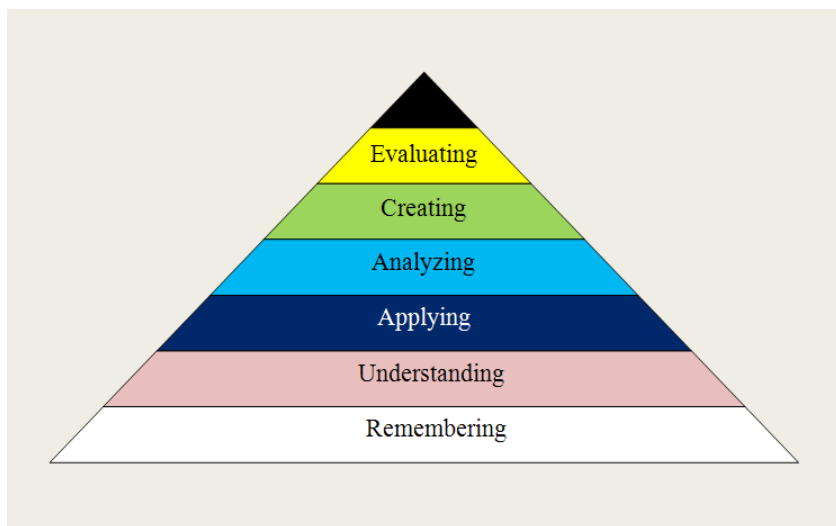 Evaluating
Creating
Analyzing
Applying
Understanding
Remembering